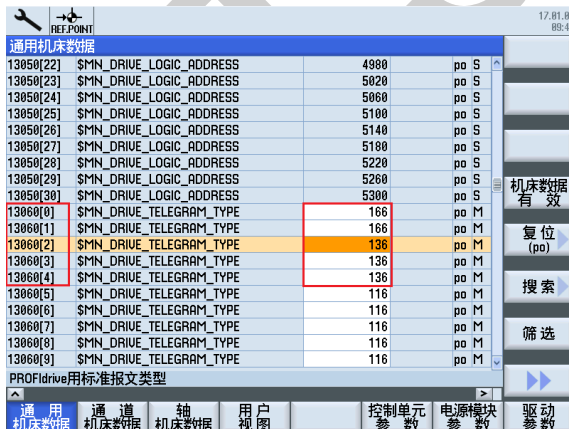 17.01.0
REF.POINT
09:4
通用机床数据
13050[22] $MN_DRIVE_LOGIC_ADDRESS 4980 po S
13050[23] $MN_DRIVE_LOGIC_ADDRESS 5020 po S
13050[24] $MN_DRIVE_LOGIC_ADDRESS 5060 po S
13050[25] $MN_DRIVE_LOGIC_ADDRESS 5100 po S
13050[26] $MN_DRIVE_LOGIC_ADDRESS 5140 po S
13050[27] $MN_DRIVE_LOGIC_ADDRESS 5180 po S
13050[28] $MN_DRIVE_LOGIC_ADDRESS 5220 po S
13050[29] $MN_DRIVE_LOGIC_ADDRESS 5260 po S
13050[30] $MN_DRIVE_LOGIC_ADDRESS 5300 po S
13060[0] $MN_DRIVE_TELEGRAM_TYPE 166 po M
13060[1] $MN_DRIVE_TELEGRAM_TYPE 166 po M
13060[2] $MN_DRIVE_TELEGRAM_TYPE 136 po M
13060[3] $MN_DRIVE_TELEGRAM_TYPE 136 po M
13060[4] $MN_DRIVE_TELEGRAM_TYPE 136 po M
13060[5] $MN_DRIVE_TELEGRAM_TYPE 116 po M
13060[6] $MN_DRIVE_TELEGRAM_TYPE 116 po M
13060[7] $MN_DRIVE_TELEGRAM_TYPE 116 po M
13060[8] $MN_DRIVE_TELEGRAM_TYPE 116 po M
13060[9] $MN_DRIVE_TELEGRAM_TYPE 116 po M
PROFIdrive用标准报文类型
机床数据
有 效
复位
(po)
搜索
筛选
通 用
机床数据
通 道
机床数据
轴
机床数据
用户
视图
控制单元
参 数
电源模块
参 数
驱动
参数